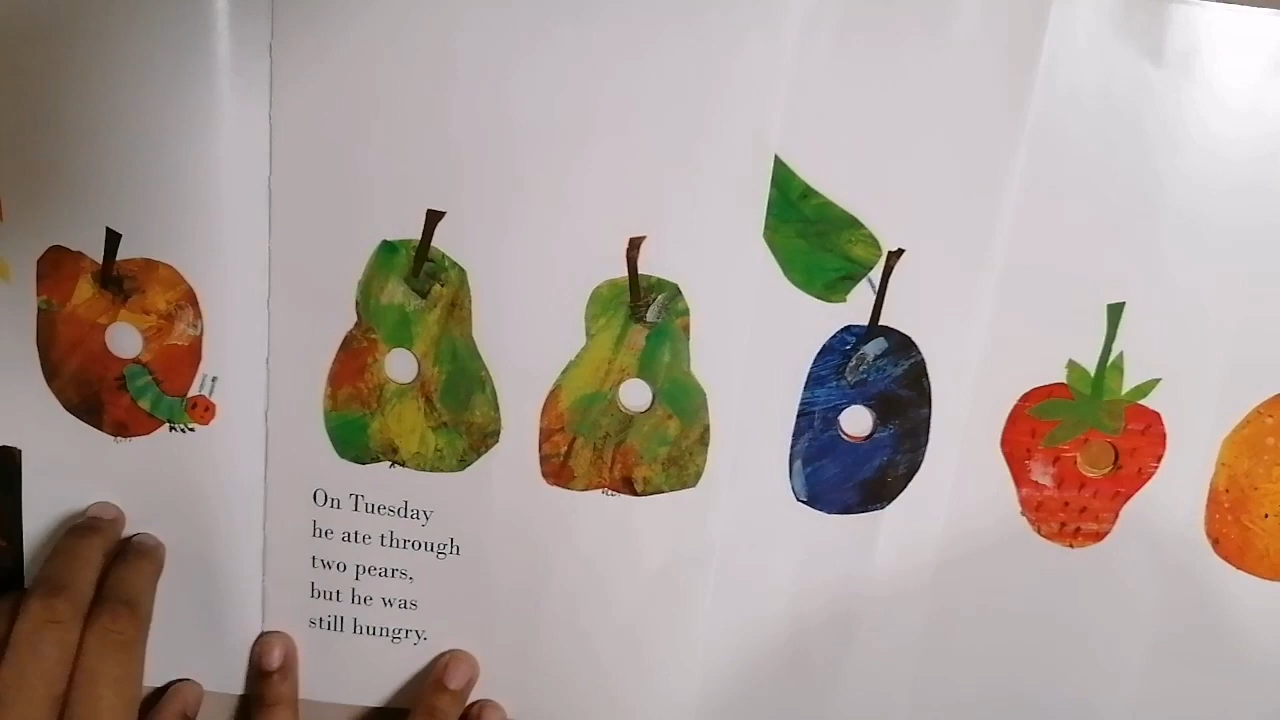 On Tuesday
he ate through
two pears,
but he was
still hungry.